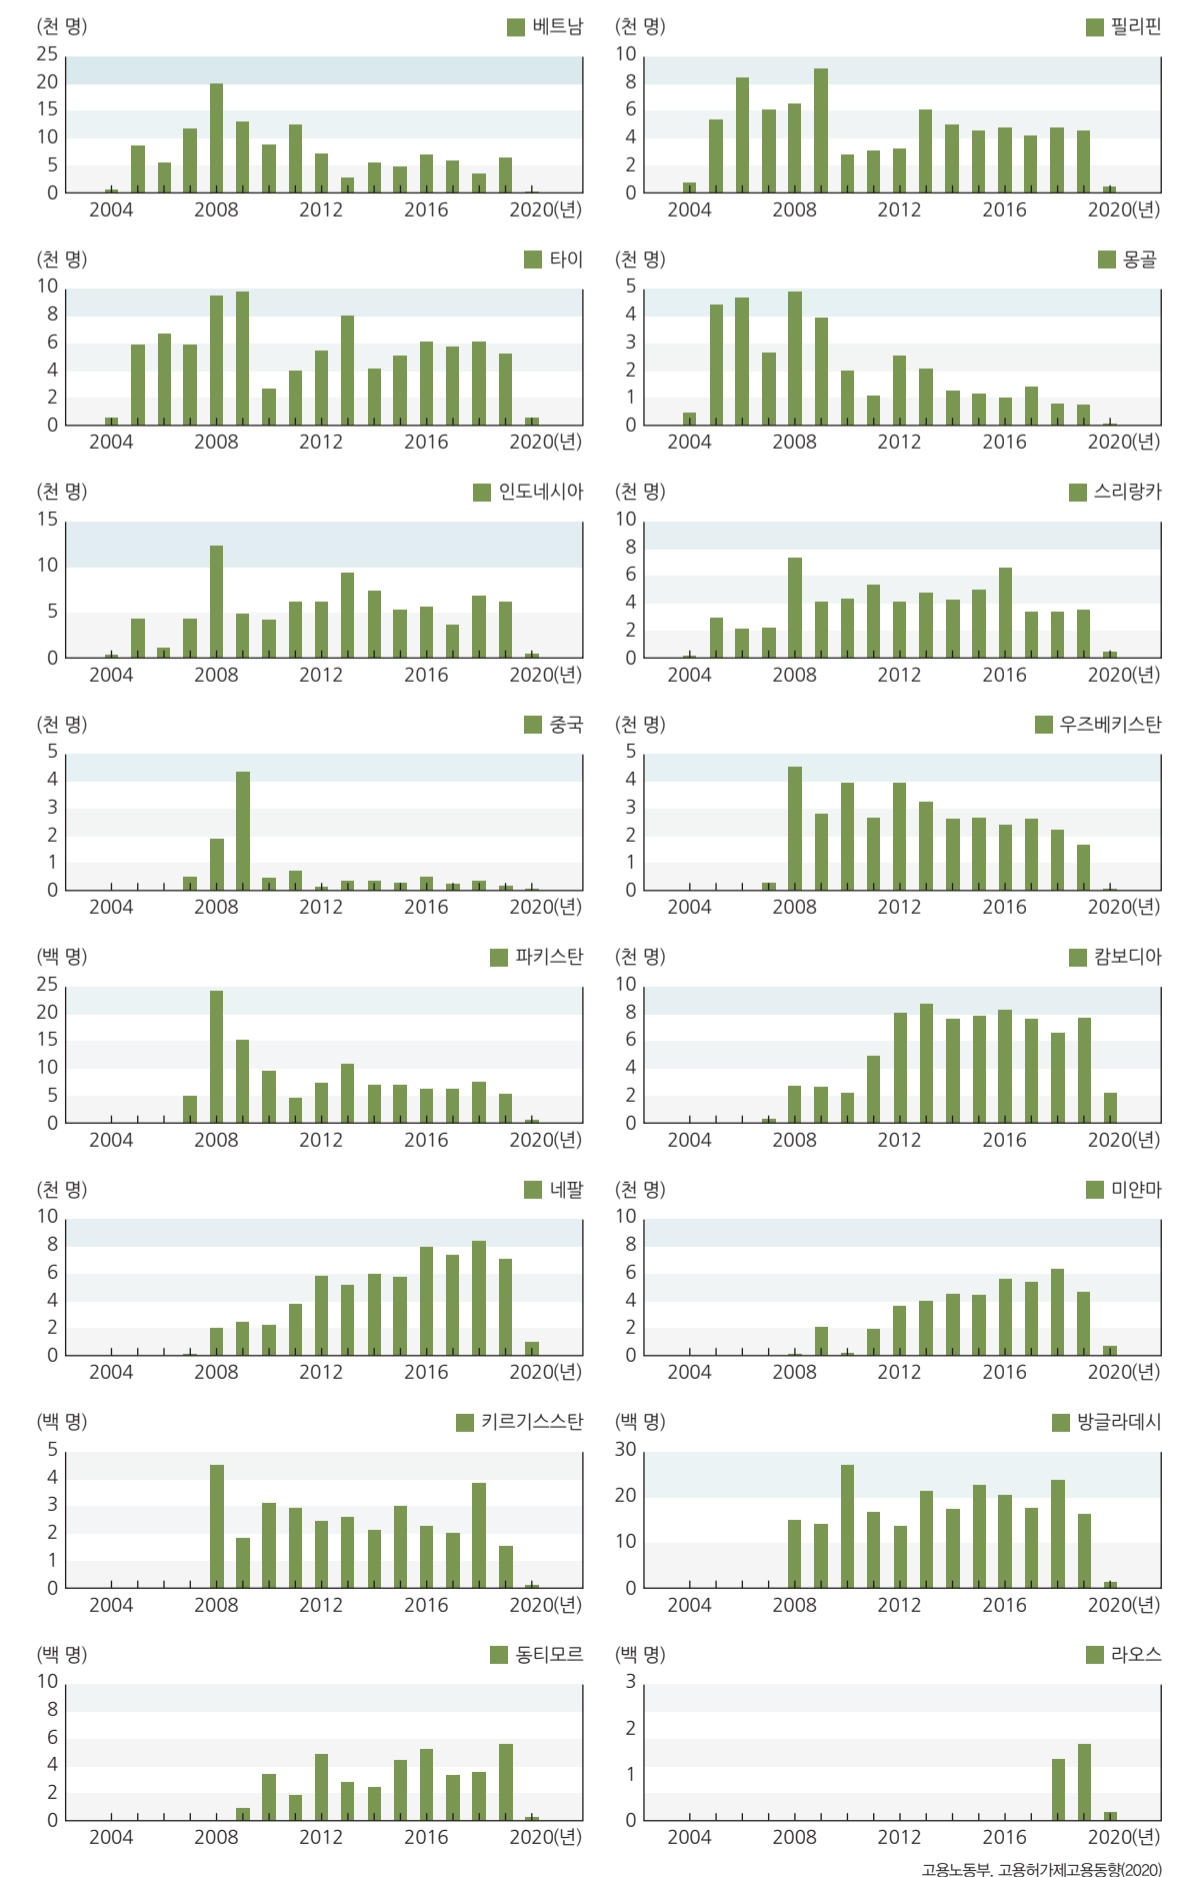 (천 명) 베트남
25
20
15
10
5
0
2004 2008 2012 2016 2020(년)
(천 명) 필리핀
10
8
6
4
2
0
2004 2008 2012 2016 2020(년)
(천 명) 타이
10
8
6
4
2
0
2004 2008 2012 2016 2020(년)
(천 명) 몽골
5
4
3
2
1
0
2004 2008 2012 2016 2020(년)
(천 명) 인도네시아
15
10
5
0
2004 2008 2012 2016 2020(년)
(천 명) 스리랑카
10
8
6
4
2
0
2004 2008 2012 2016 2020(년)
(천 명) 중국
5
4
3
2
1
0
2004 2008 2012 2016 2020(년)
(천 명) 우즈베키스탄
5
4
3
2
1
0
2004 2008 2012 2016 2020(년)
(백 명) 파키스탄
25
20
15
10
5
0
2004 2008 2012 2016 2020(년)
(천 명) 캄보디아
10
8
6
4
2
0
2004 2008 2012 2016 2020(년)
(천 명) 네팔
10
8
6
4
2
0
2004 2008 2012 2016 2020(년)
(천 명) 미얀마
10
8
6
4
2
0
2004 2008 2012 2016 2020(년)
(백 명) 키르기스스탄
5
4
3
2
1
0
2004 2008 2012 2016 2020(년)
(백 명) 방글라데시
30
20
10
0
2004 2008 2012 2016 2020(년)
(백 명) 동티모르
10
8
6
4
2
0
2004 2008 2012 2016 2020(년)
(백 명) 라오스
3
2
1
0
2004 2008 2012 2016 2020(년)
고용노동부, 고용허가제고용동향(2020)